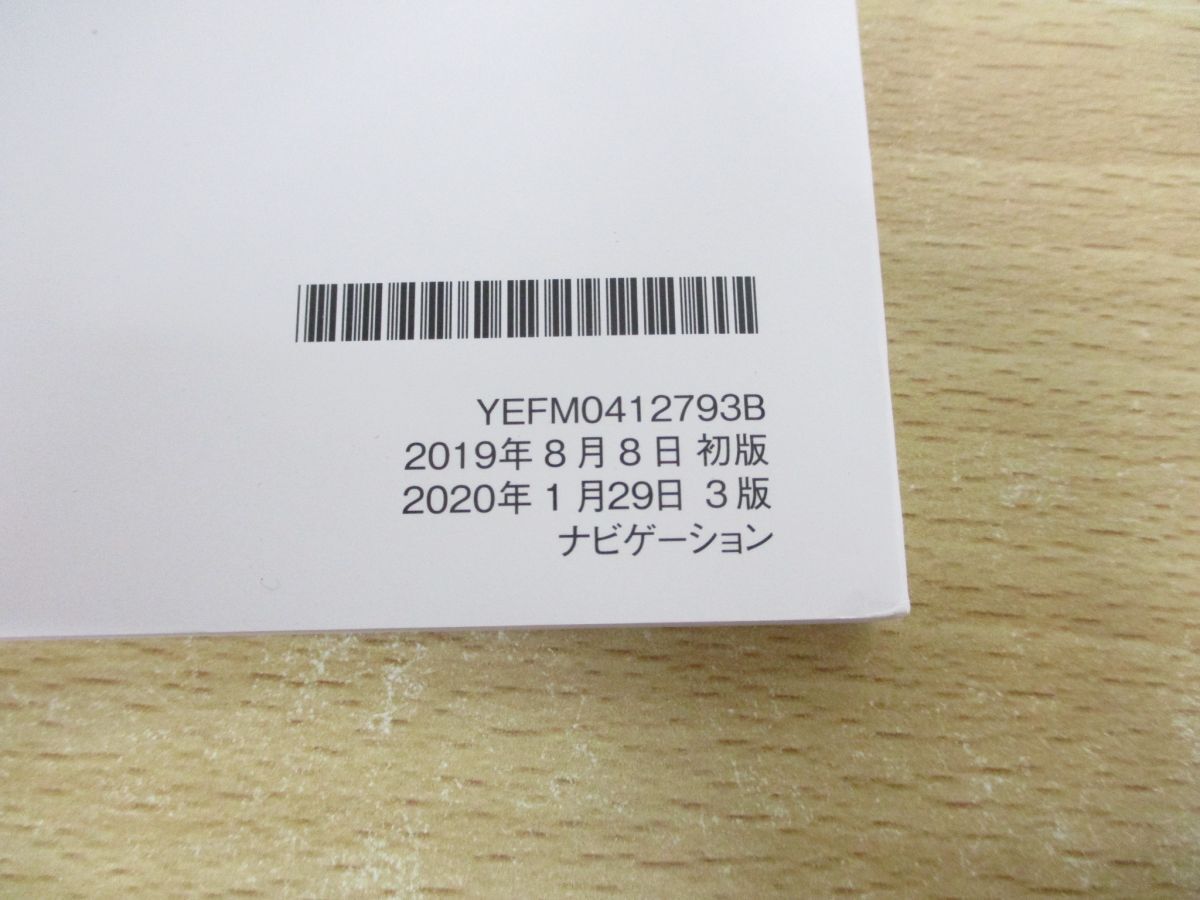 YEFM0412793B
2019年 8 月 8 日 初版
2020年 1 月29日 3 版
ナビゲーション